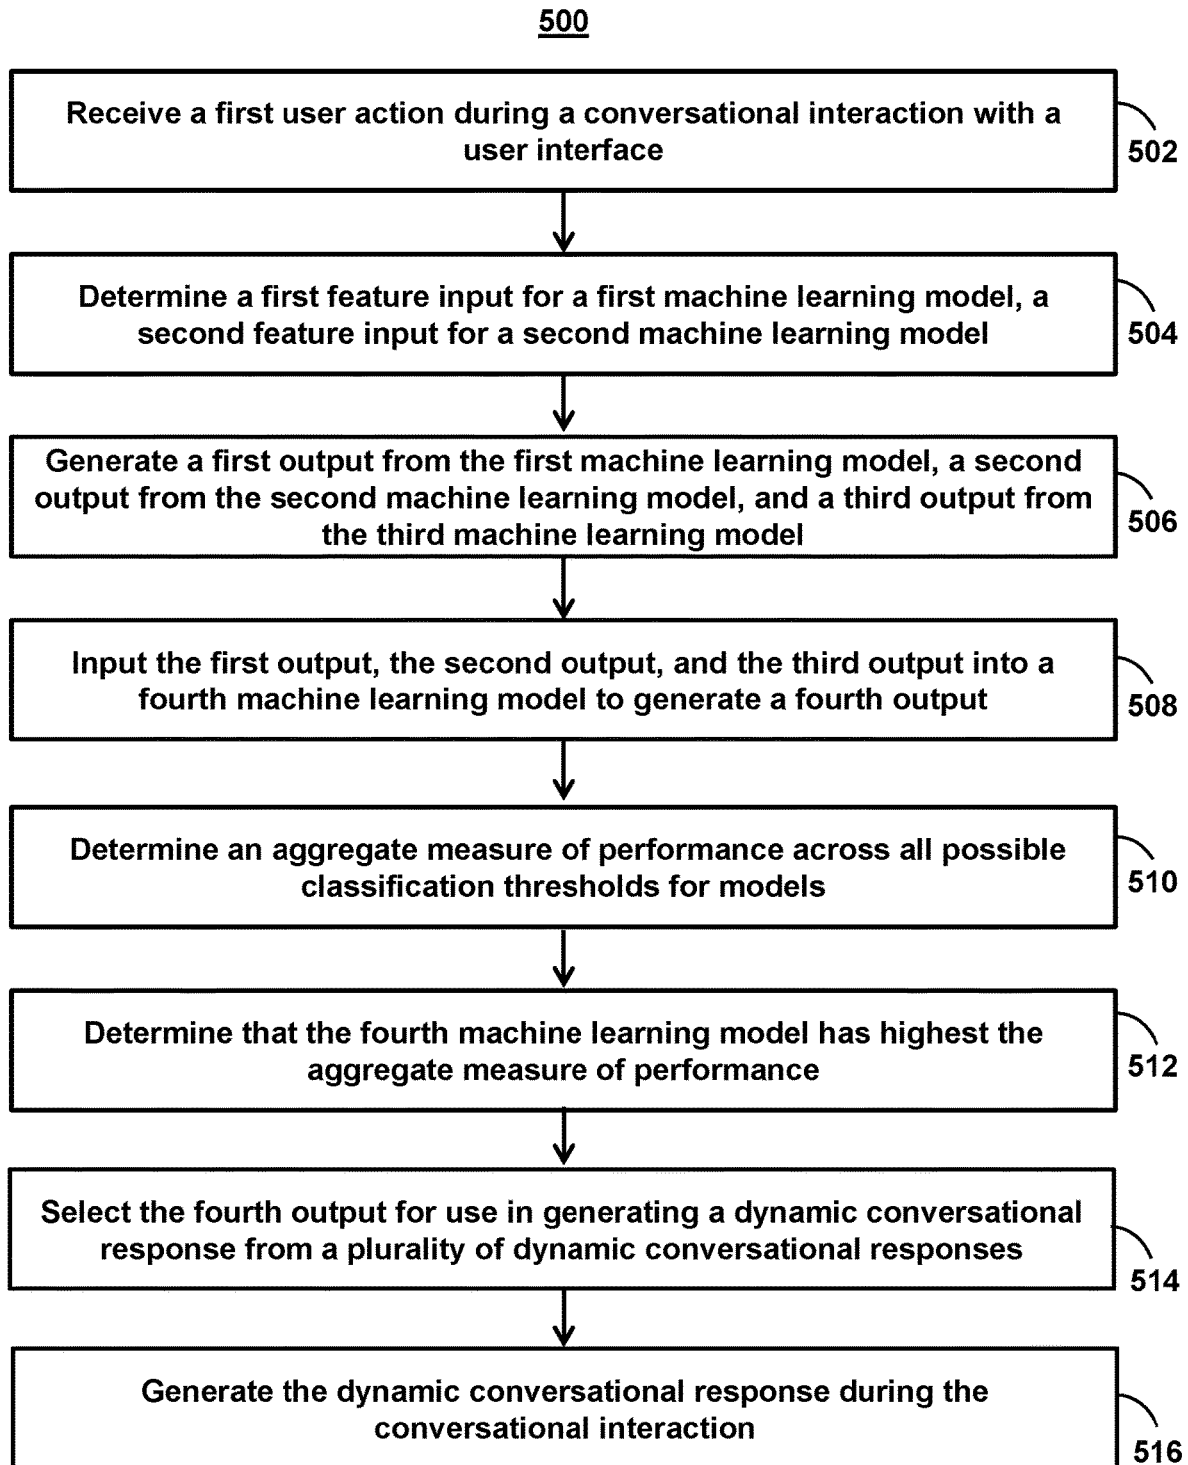 500
Receive a first user action during a conversational interaction with a
user interface
502
Determine a first feature input for a first machine learning model, a
second feature input for a second machine learning model
504
Generate a first output from the first machine learning model, a second
output from the second machine learning model, and a third output from
the third machine learning model
506
Input the first output, the second output, and the third output into a
fourth machine learning model to generate a fourth output
508
Determine an aggregate measure of performance across all possible
classification thresholds for models
510
Determine that the fourth machine learning model has highest the
aggregate measure of performance
512
Select the fourth output for use in generating a dynamic conversational
response from a plurality of dynamic conversational responses
514
Generate the dynamic conversational response during the
conversational interaction
516